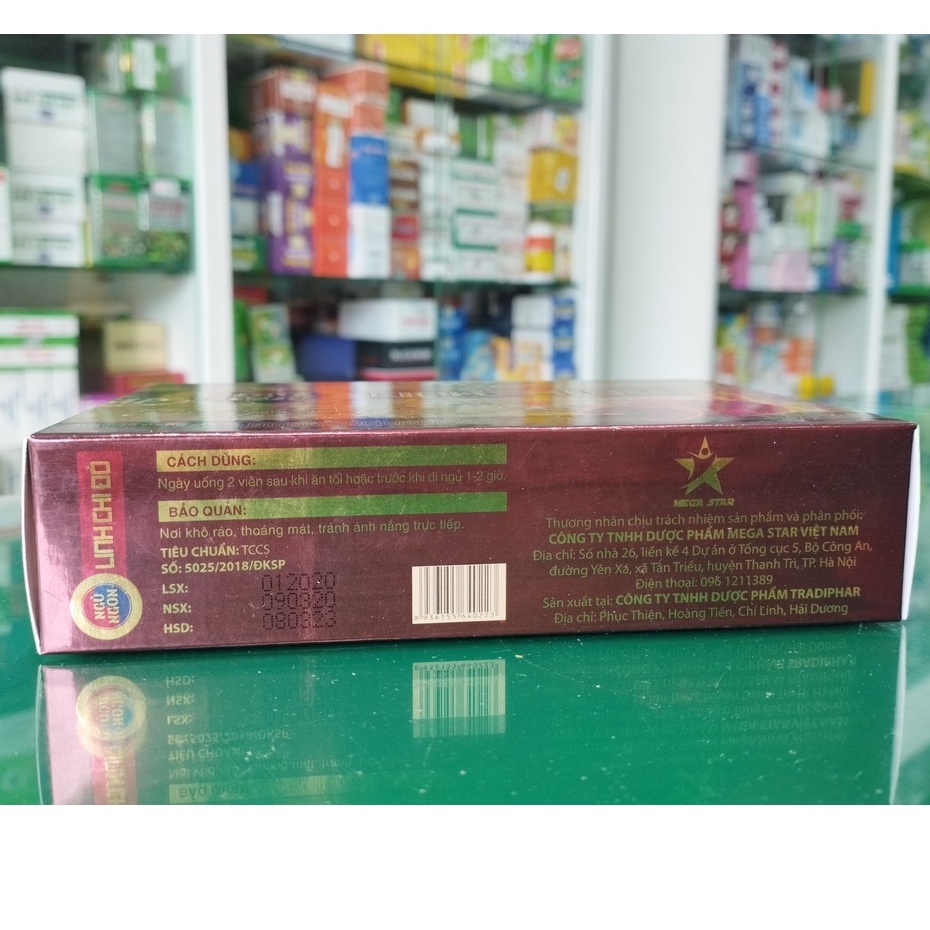 LINH CHI ĐỎ
NGỦ
NGON
CÁCH DÙNG:
Ngày uống 2 viên sau khi ăn tối hoặc trước khi đi ngủ 1-2 giờ.
BẢO QUẢN:
Nơi khô ráo, thoáng mát, tránh ánh nắng trực tiếp.
TIÊU CHUẨN: TCCS
SỐ: 5025/2018/ĐKSP
LSX: 012020
NSX: 090320
HSD: 080323
8 936155 640223
MEGA STAR
Thương nhân chịu trách nhiệm sản phẩm và phân phối:
CÔNG TY TNHH DƯỢC PHẨM MEGA STAR VIỆT NAM
Địa chỉ: Số nhà 26, liền kề 4 Dự án ở Tổng cục 5, Bộ Công An,
đường Yên Xá, xã Tân Triều, huyện Thanh Trì, TP. Hà Nội
Điện thoại: 096 1211389
Sản xuất tại: CÔNG TY TNHH DƯỢC PHẨM TRADIPHAR
Địa chỉ: Phục Thiện, Hoàng Tiến, Chí Linh, Hải Dương